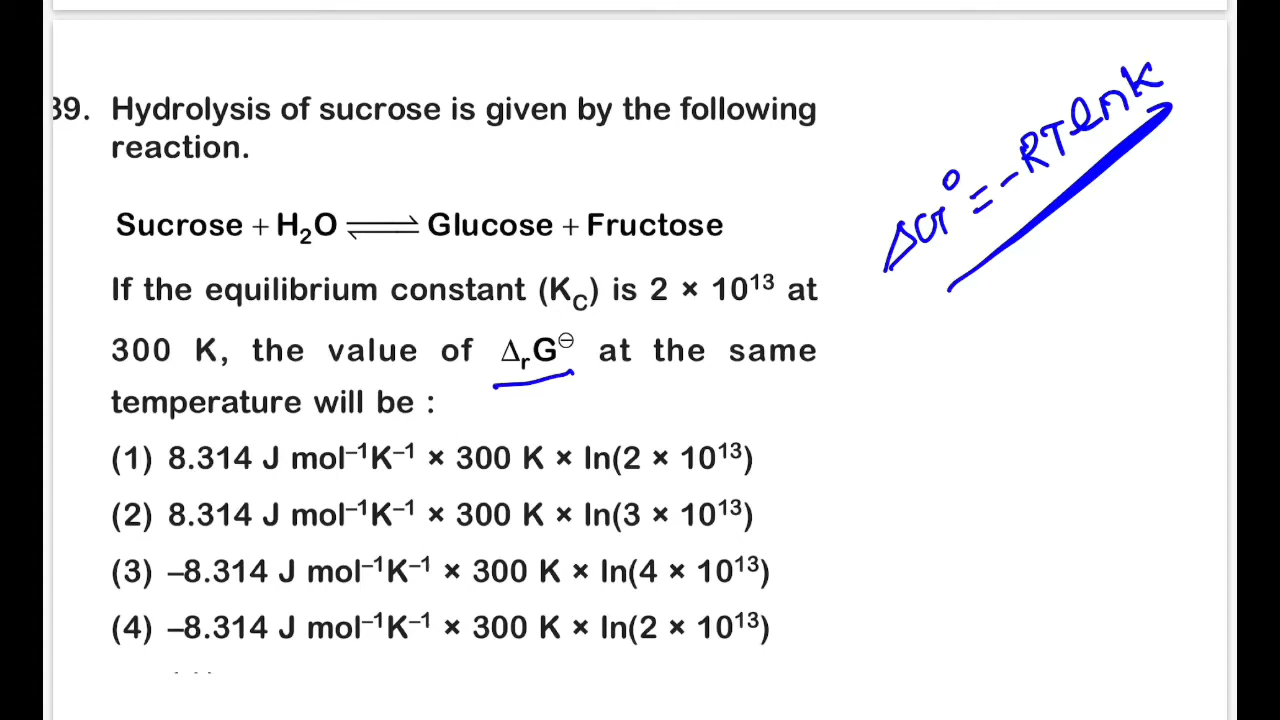 39. Hydrolysis of sucrose is given by the following
reaction.
Sucrose + H₂O ⇌ Glucose + Fructose
If the equilibrium constant (K_C) is 2 × 10¹³ at
300 K, the value of ΔᵣG⊖ at the same
temperature will be :
(1) 8.314 J mol⁻¹K⁻¹ × 300 K × ln(2 × 10¹³)
(2) 8.314 J mol⁻¹K⁻¹ × 300 K × ln(3 × 10¹³)
(3) –8.314 J mol⁻¹K⁻¹ × 300 K × ln(4 × 10¹³)
(4) –8.314 J mol⁻¹K⁻¹ × 300 K × ln(2 × 10¹³)
ΔG° = -RTlnK